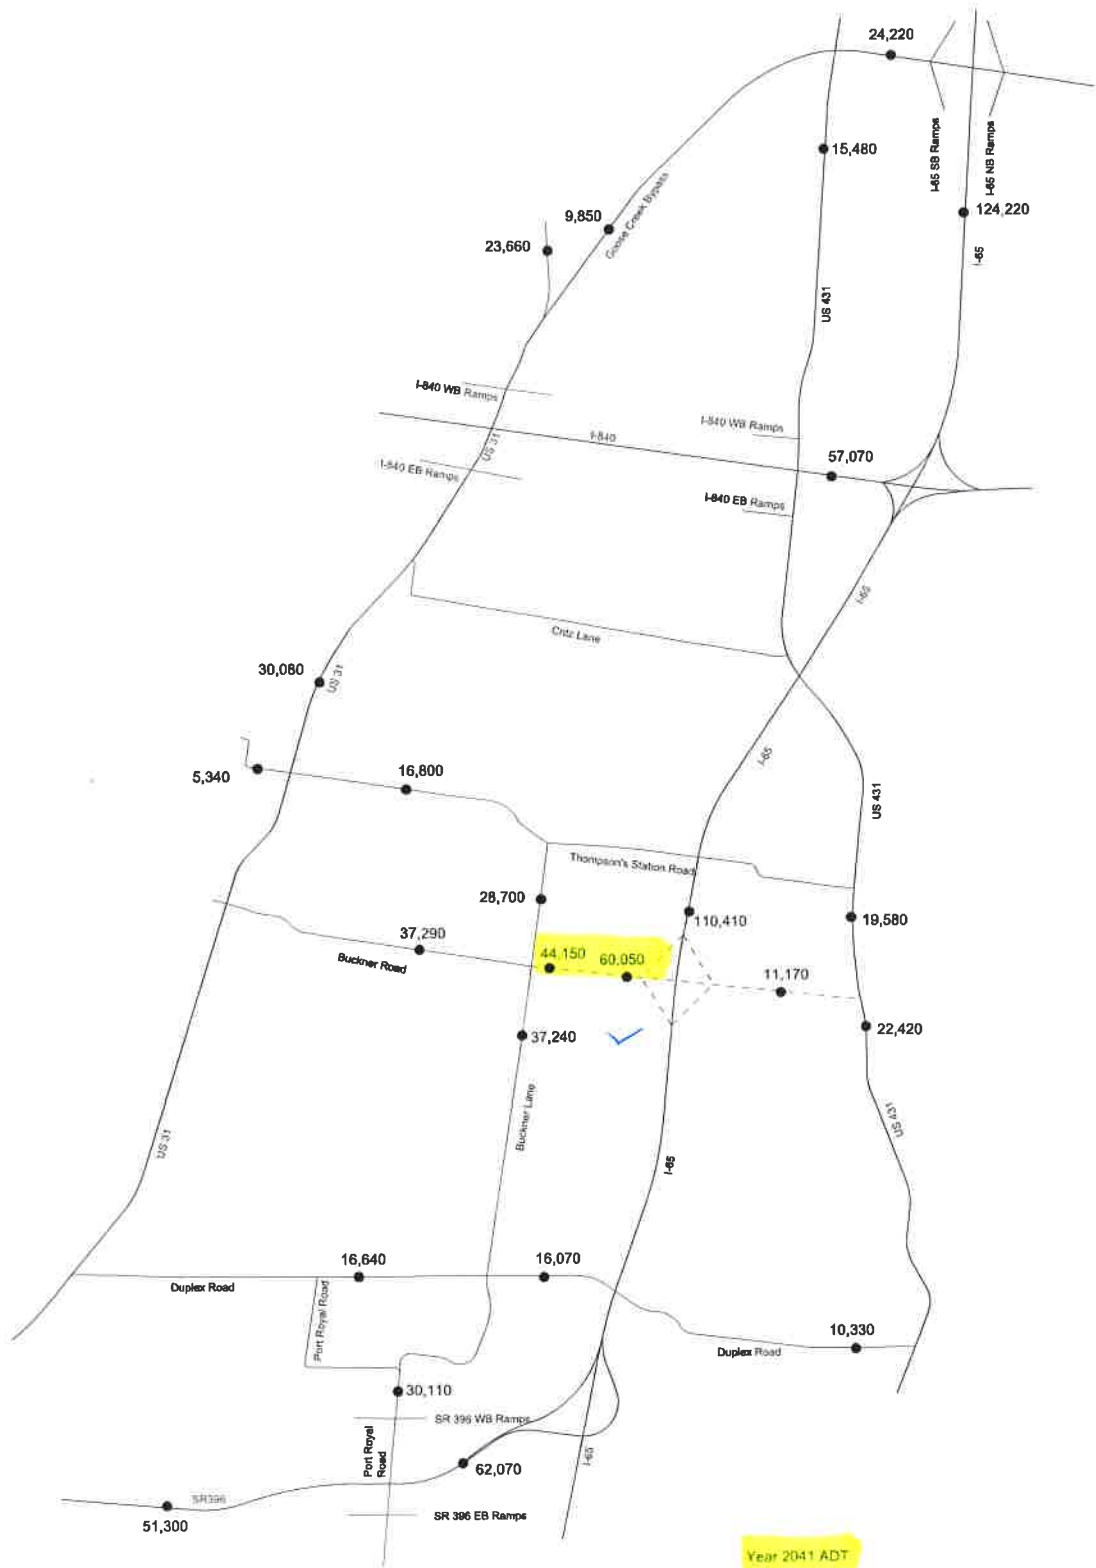 24,220
15,480
I-65 SB Ramps
I-65 NB Ramps
124,220
9,850
Goose Creek Bypass
23,660
I-65
US 431
I-840 WB Ramps
I-840 WB Ramps
I-840
US 31
57,070
I-840 EB Ramps
I-840 EB Ramps
I-65
Critz Lane
30,080
US 31
I-65
5,340
16,800
US 431
Thompson's Station Road
28,700
110,410
19,580
37,290
44,150
60,050
Buckner Road
11,170
37,240
22,420
Buckner Lane
US 431
US 31
I-65
16,640
16,070
Duplex Road
Port Royal Road
10,330
Duplex Road
30,110
SR 396 WB Ramps
Port Royal
Road
I-65
62,070
SR396
51,300
SR 396 EB Ramps
Year 2041 ADT